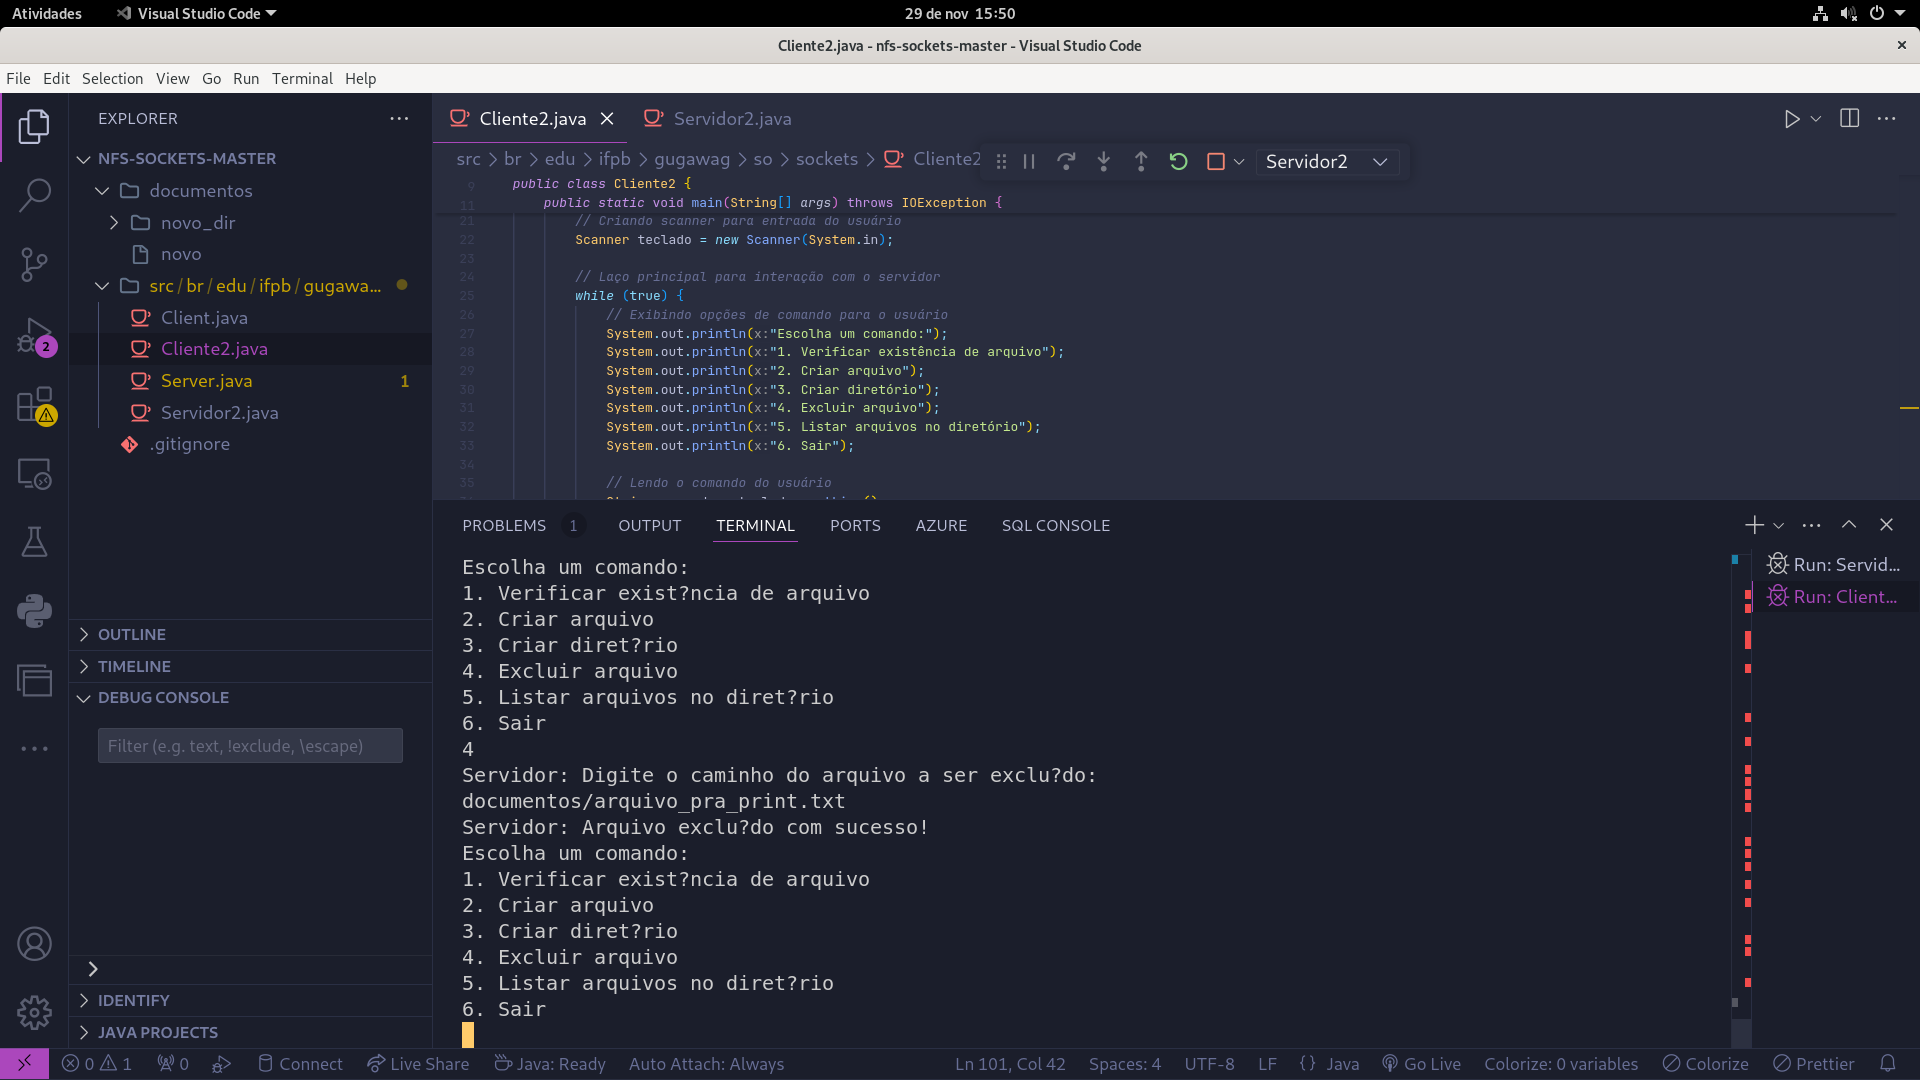 Atividades
Visual Studio Code
29 de nov 15:50
Cliente2.java - nfs-sockets-master - Visual Studio Code
File Edit Selection View Go Run Terminal Help
EXPLORER
NFS-SOCKETS-MASTER
documentos
novo_dir
novo
src/br/edu/ifpb/gugawa...
Client.java
Cliente2.java
Server.java 1
Servidor2.java
.gitignore
2
OUTLINE
TIMELINE
DEBUG CONSOLE
Filter (e.g. text, !exclude, \escape)
IDENTIFY
JAVA PROJECTS
Cliente2.java Servidor2.java
src > br > edu > ifpb > gugawag > so > sockets > Cliente2
Servidor2
9 public class Cliente2 {
11 public static void main(String[] args) throws IOException {
21 // Criando scanner para entrada do usuário
22 Scanner teclado = new Scanner(System.in);
23
24 // Laço principal para interação com o servidor
25 while (true) {
26 // Exibindo opções de comando para o usuário
27 System.out.println(x:"Escolha um comando:");
28 System.out.println(x:"1. Verificar existência de arquivo");
29 System.out.println(x:"2. Criar arquivo");
30 System.out.println(x:"3. Criar diretório");
31 System.out.println(x:"4. Excluir arquivo");
32 System.out.println(x:"5. Listar arquivos no diretório");
33 System.out.println(x:"6. Sair");
34
35 // Lendo o comando do usuário
PROBLEMS 1 OUTPUT TERMINAL PORTS AZURE SQL CONSOLE
Run: Servid...
Run: Client...
Escolha um comando:
1. Verificar exist?ncia de arquivo
2. Criar arquivo
3. Criar diret?rio
4. Excluir arquivo
5. Listar arquivos no diret?rio
6. Sair
4
Servidor: Digite o caminho do arquivo a ser exclu?do:
documentos/arquivo_pra_print.txt
Servidor: Arquivo exclu?do com sucesso!
Escolha um comando:
1. Verificar exist?ncia de arquivo
2. Criar arquivo
3. Criar diret?rio
4. Excluir arquivo
5. Listar arquivos no diret?rio
6. Sair
0 1 0 Connect Live Share Java: Ready Auto Attach: Always Ln 101, Col 42 Spaces: 4 UTF-8 LF {} Java Go Live Colorize: 0 variables Colorize Prettier